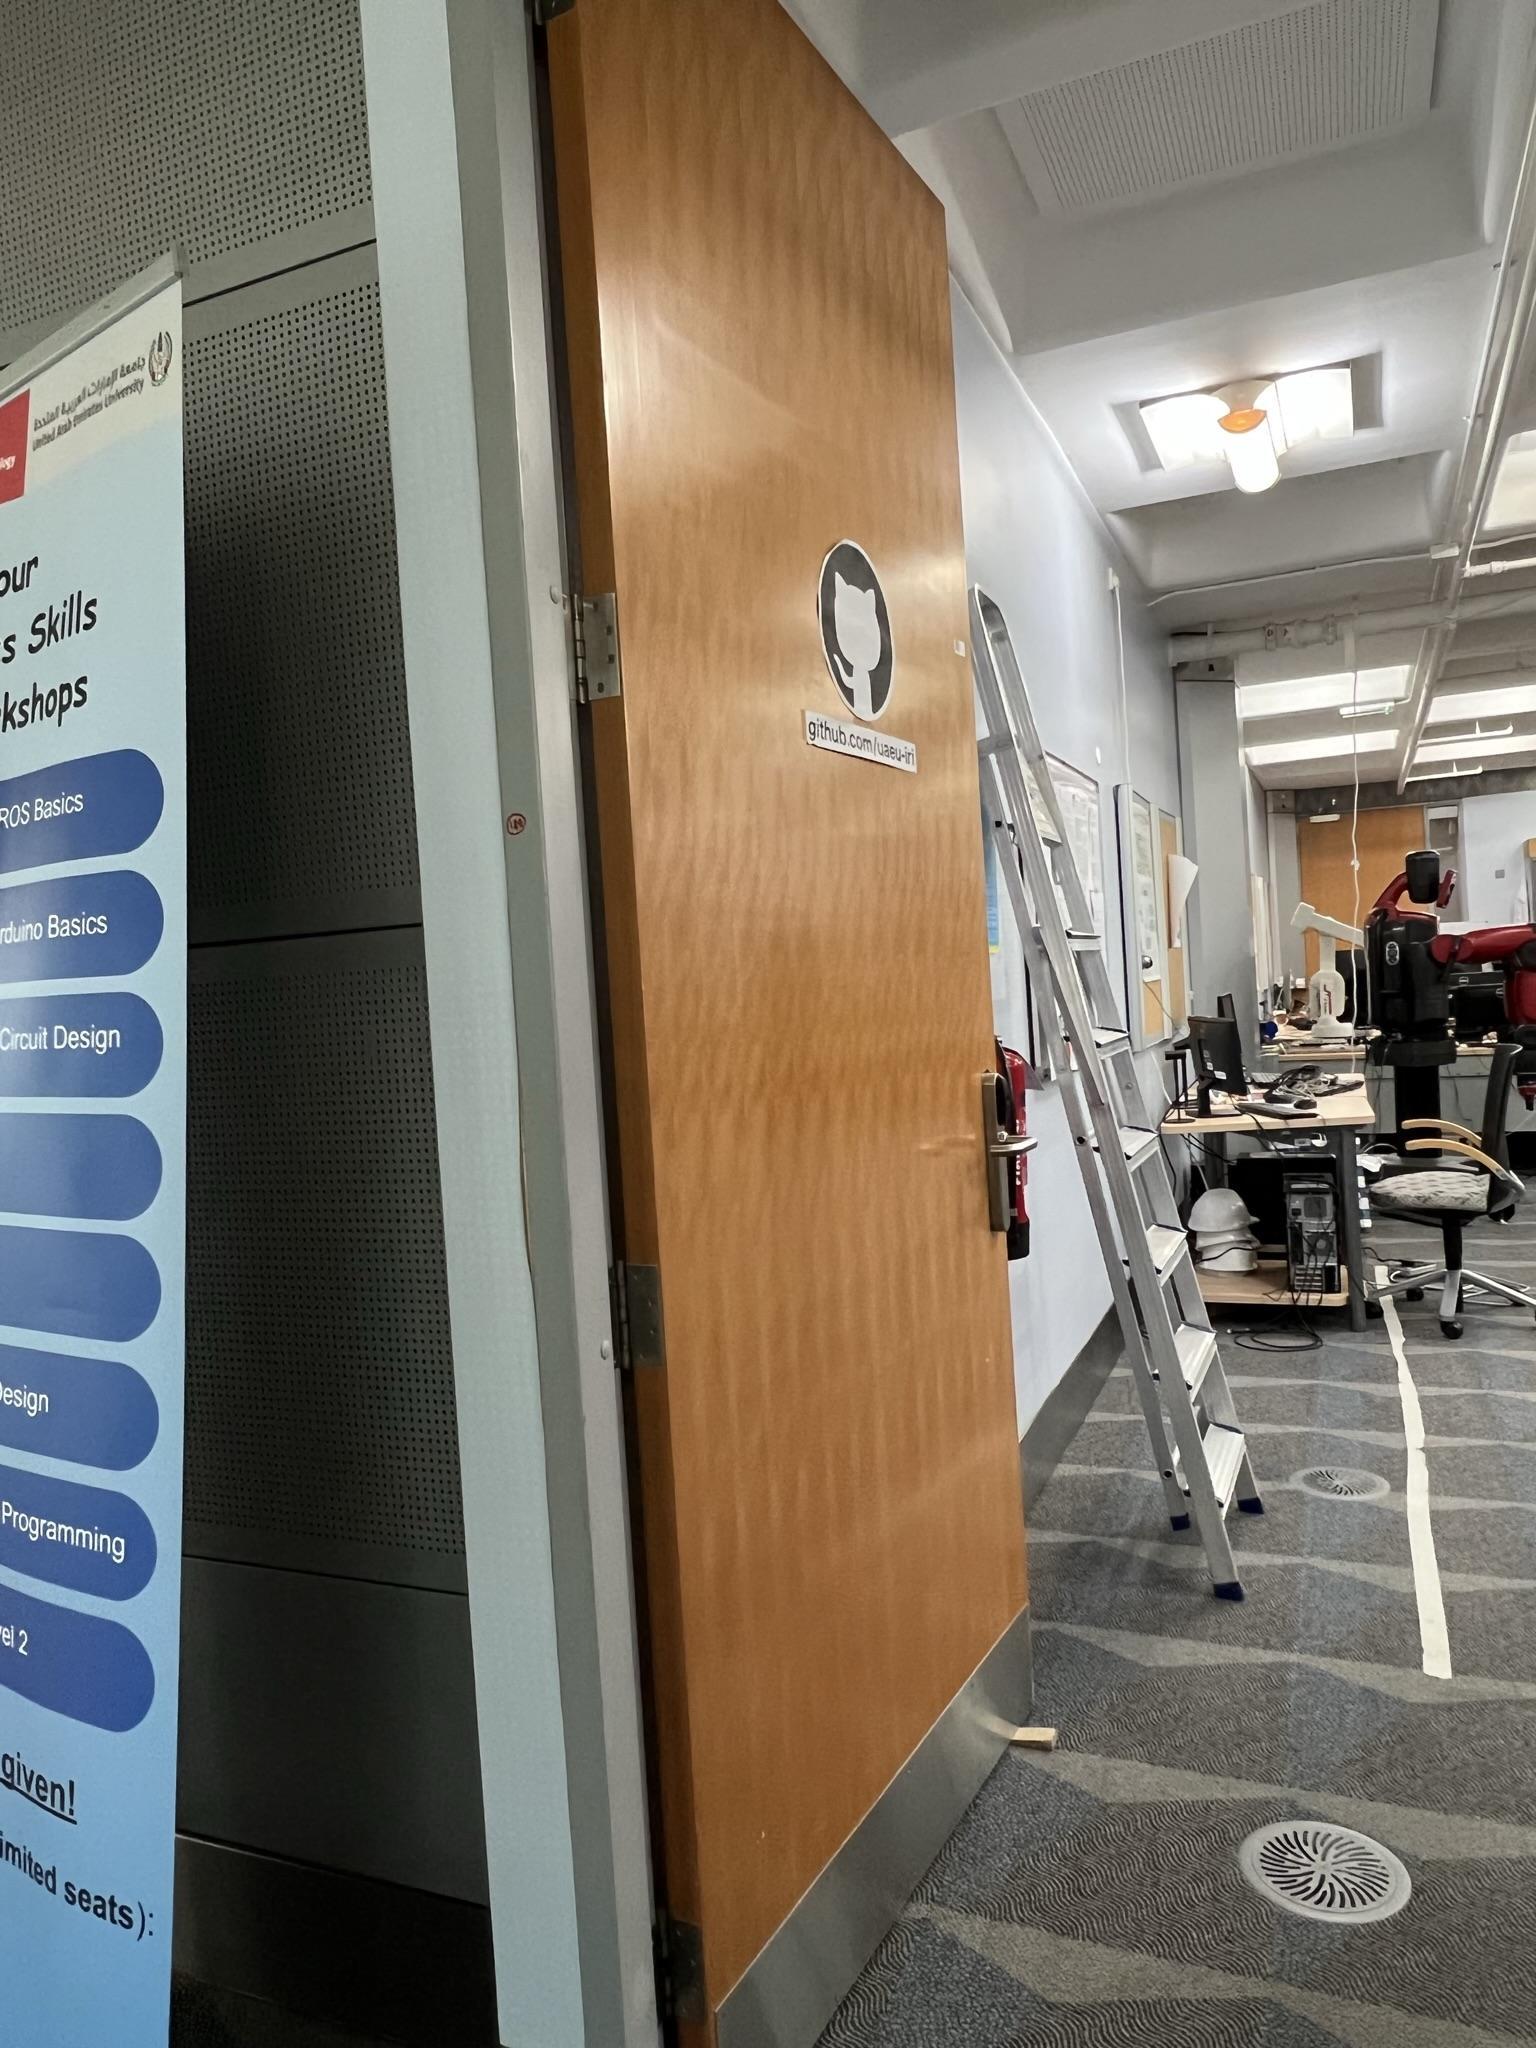 جامعة الإمارات العربية المتحدة
United Arab Emirates University
our
Skills
kshops
ROS Basics
rduino Basics
Circuit Design
Design
Programming
vel 2
given!
imited seats):
github.com/uaeu-iri